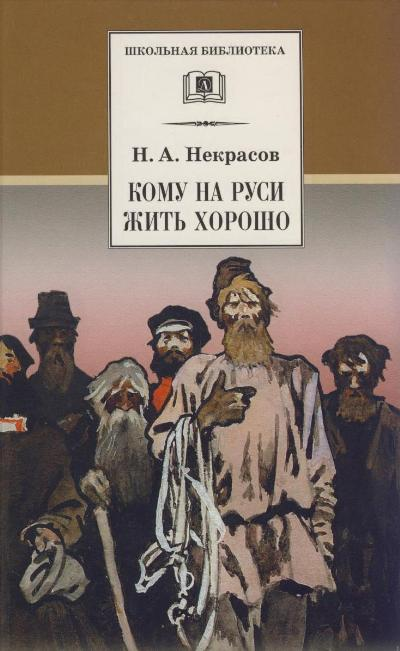 ШКОЛЬНАЯ БИБЛИОТЕКА
Н. А. Некрасов
КОМУ НА РУСИ
ЖИТЬ ХОРОШО